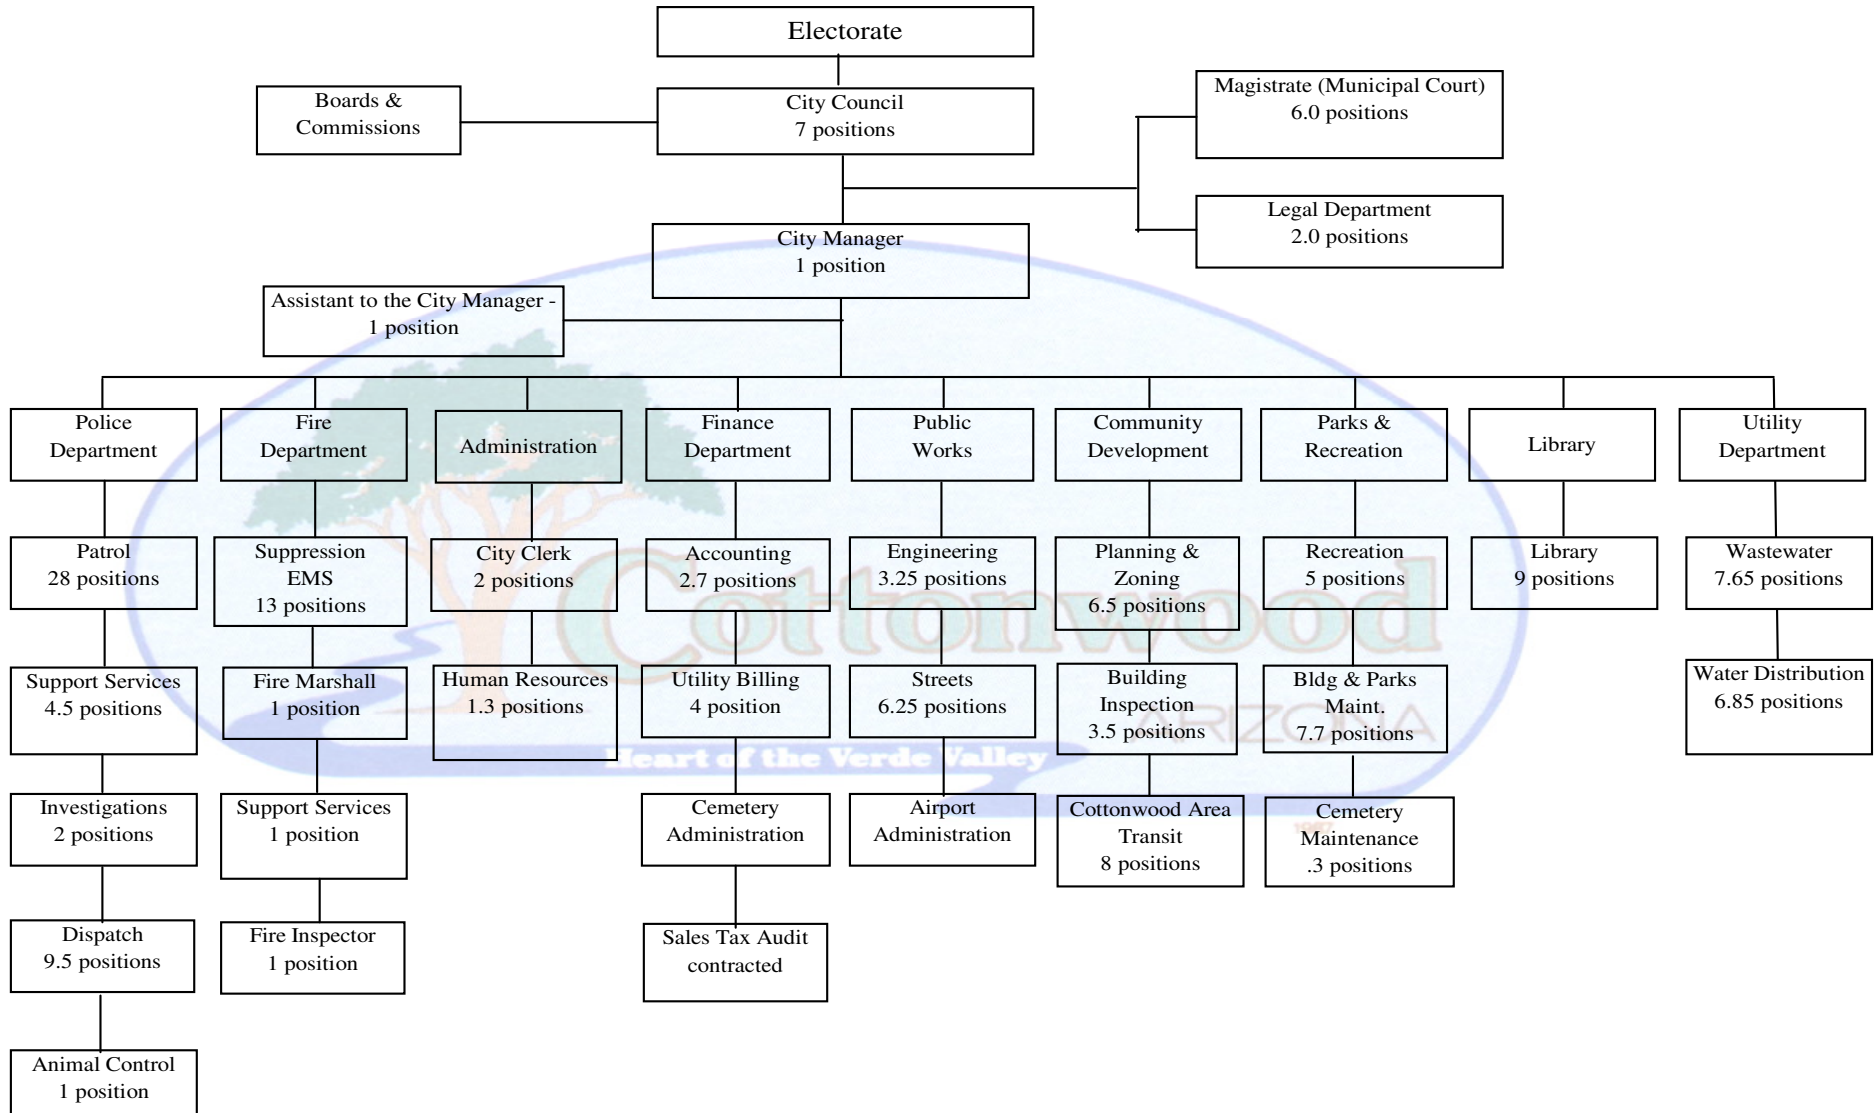 Electorate
Boards &
Commissions
City Council
7 positions
Magistrate (Municipal Court)
6.0 positions
Legal Department
2.0 positions
City Manager
1 position
Assistant to the City Manager -
1 position
Police
Department
Fire
Department
Administration
Finance
Department
Public
Works
Community
Development
Parks &
Recreation
Library
Utility
Department
Patrol
28 positions
Suppression
EMS
13 positions
City Clerk
2 positions
Accounting
2.7 positions
Engineering
3.25 positions
Planning &
Zoning
6.5 positions
Recreation
5 positions
Library
9 positions
Wastewater
7.65 positions
Cottonwood
Support Services
4.5 positions
Fire Marshall
1 position
Human Resources
1.3 positions
Utility Billing
4 position
Streets
6.25 positions
Building
Inspection
3.5 positions
Bldg & Parks
Maint.
7.7 positions
Water Distribution
6.85 positions
ARIZONA
Heart of the Verde Valley
Investigations
2 positions
Support Services
1 position
Cemetery
Administration
Airport
Administration
Cottonwood Area
Transit
8 positions
Cemetery
Maintenance
.3 positions
Dispatch
9.5 positions
Fire Inspector
1 position
Sales Tax Audit
contracted
Animal Control
1 position